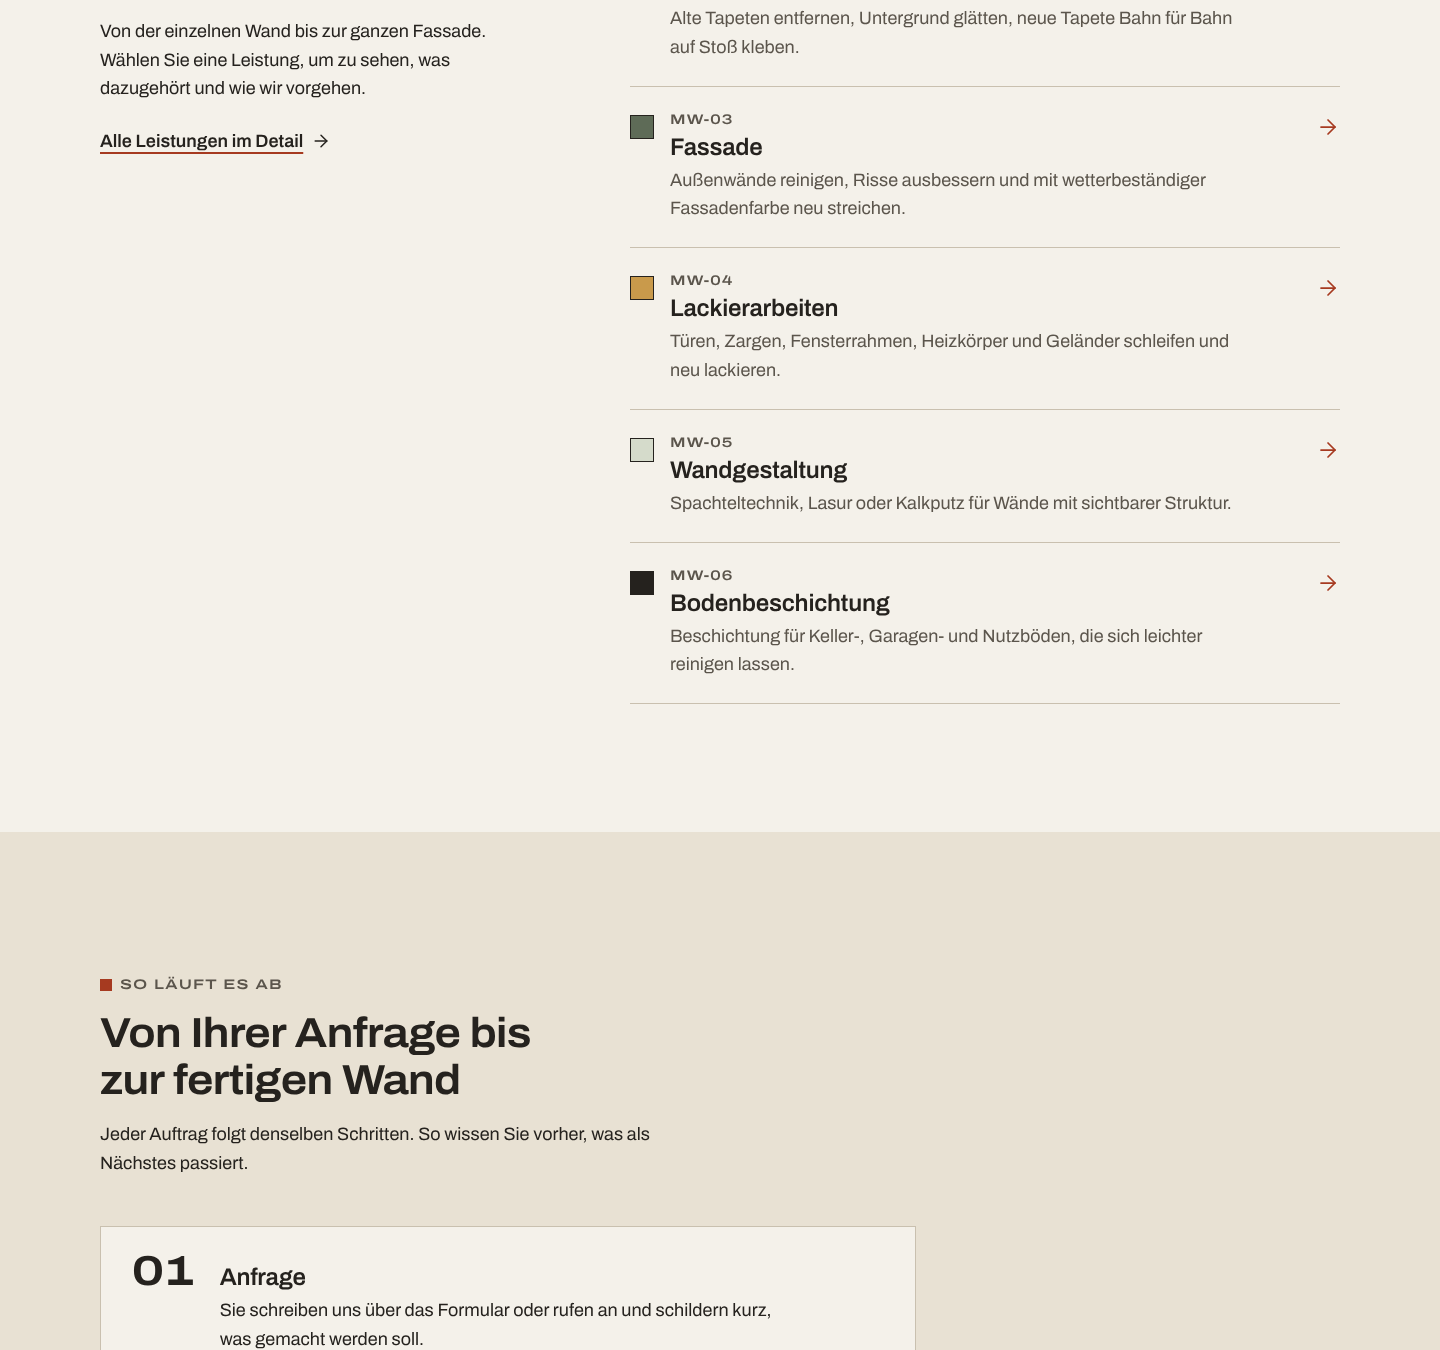 Von der einzelnen Wand bis zur ganzen Fassade.
Wählen Sie eine Leistung, um zu sehen, was
dazugehört und wie wir vorgehen.
Alle Leistungen im Detail →
Alte Tapeten entfernen, Untergrund glätten, neue Tapete Bahn für Bahn
auf Stoß kleben.
MW-03
Fassade
Außenwände reinigen, Risse ausbessern und mit wetterbeständiger
Fassadenfarbe neu streichen.
MW-04
Lackierarbeiten
Türen, Zargen, Fensterrahmen, Heizkörper und Geländer schleifen und
neu lackieren.
MW-05
Wandgestaltung
Spachteltechnik, Lasur oder Kalkputz für Wände mit sichtbarer Struktur.
MW-06
Bodenbeschichtung
Beschichtung für Keller-, Garagen- und Nutzböden, die sich leichter
reinigen lassen.
SO LÄUFT ES AB
Von Ihrer Anfrage bis
zur fertigen Wand
Jeder Auftrag folgt denselben Schritten. So wissen Sie vorher, was als
Nächstes passiert.
01
Anfrage
Sie schreiben uns über das Formular oder rufen an und schildern kurz,
was gemacht werden soll.